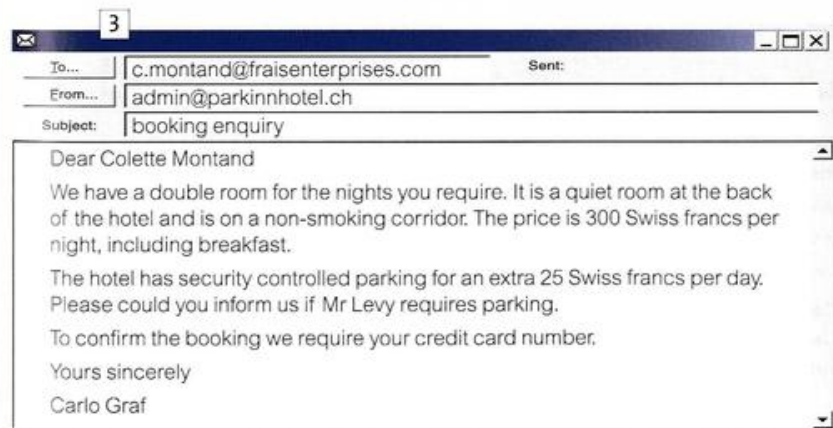 3
To... c.montand@fraisenterprises.com Sent:
From... admin@parkinnhotel.ch
Subject: booking enquiry
Dear Colette Montand
We have a double room for the nights you require. It is a quiet room at the back
of the hotel and is on a non-smoking corridor. The price is 300 Swiss francs per
night, including breakfast.
The hotel has security controlled parking for an extra 25 Swiss francs per day.
Please could you inform us if Mr Levy requires parking.
To confirm the booking we require your credit card number.
Yours sincerely
Carlo Graf